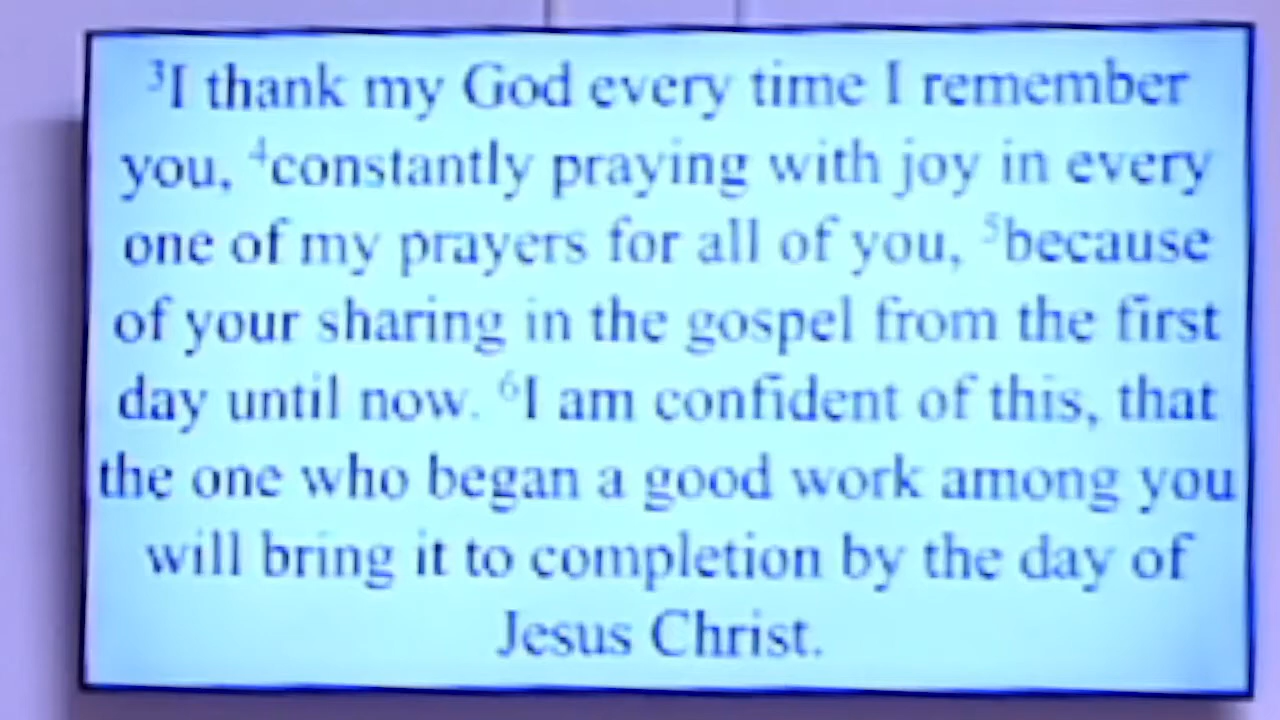 ³I thank my God every time I remember
you, ⁴constantly praying with joy in every
one of my prayers for all of you, ⁵because
of your sharing in the gospel from the first
day until now. ⁶I am confident of this, that
the one who began a good work among you
will bring it to completion by the day of
Jesus Christ.